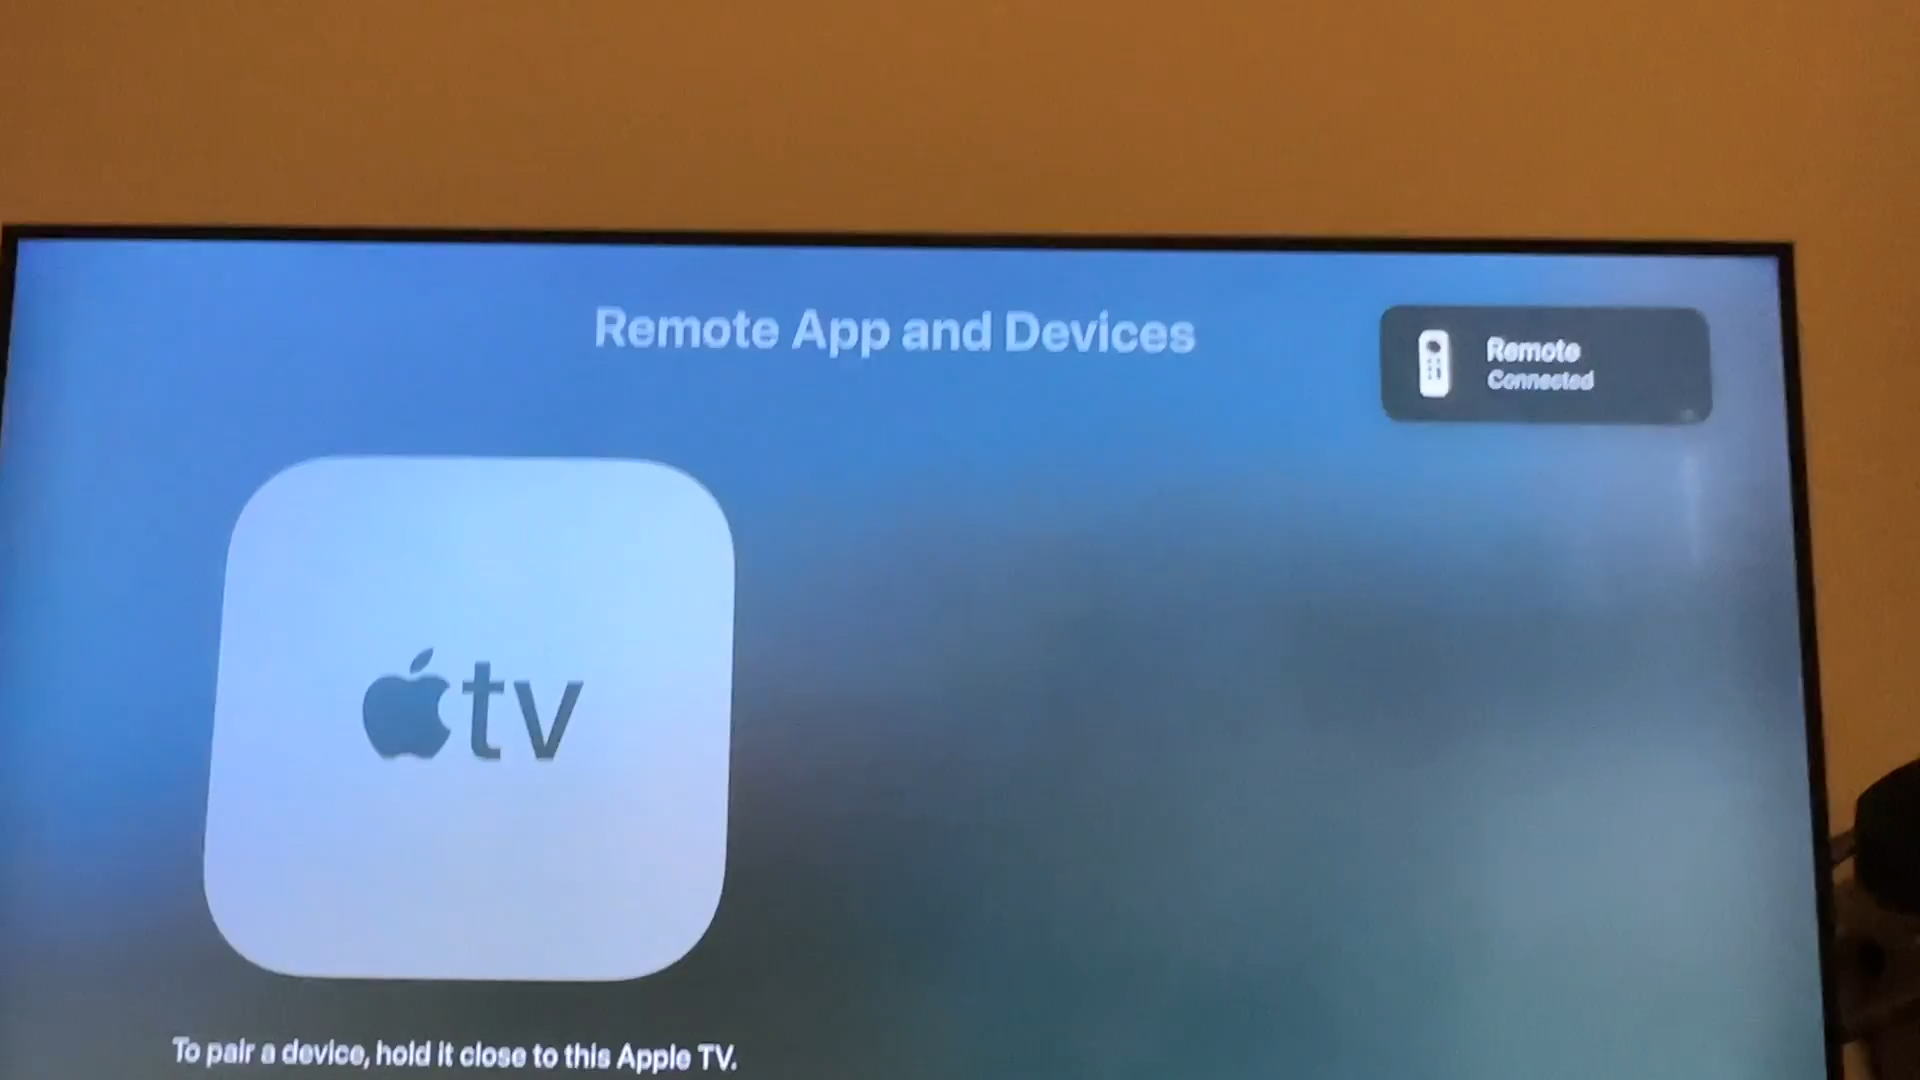 Remote App and Devices
Remote
Connected
tv
To pair a device, hold it close to this Apple TV.